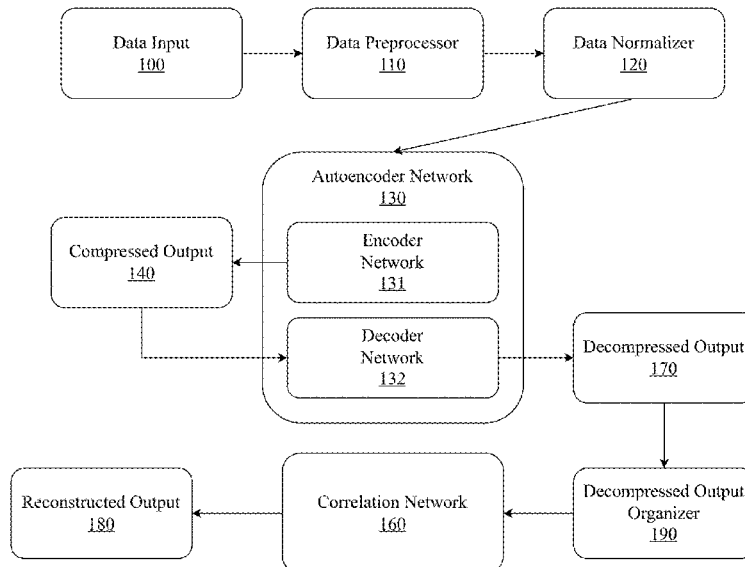 Data Input
100
Data Preprocessor
110
Data Normalizer
120
Autoencoder Network
130
Encoder
Network
131
Compressed Output
140
Decoder
Network
132
Decompressed Output
170
Reconstructed Output
180
Correlation Network
160
Decompressed Output
Organizer
190